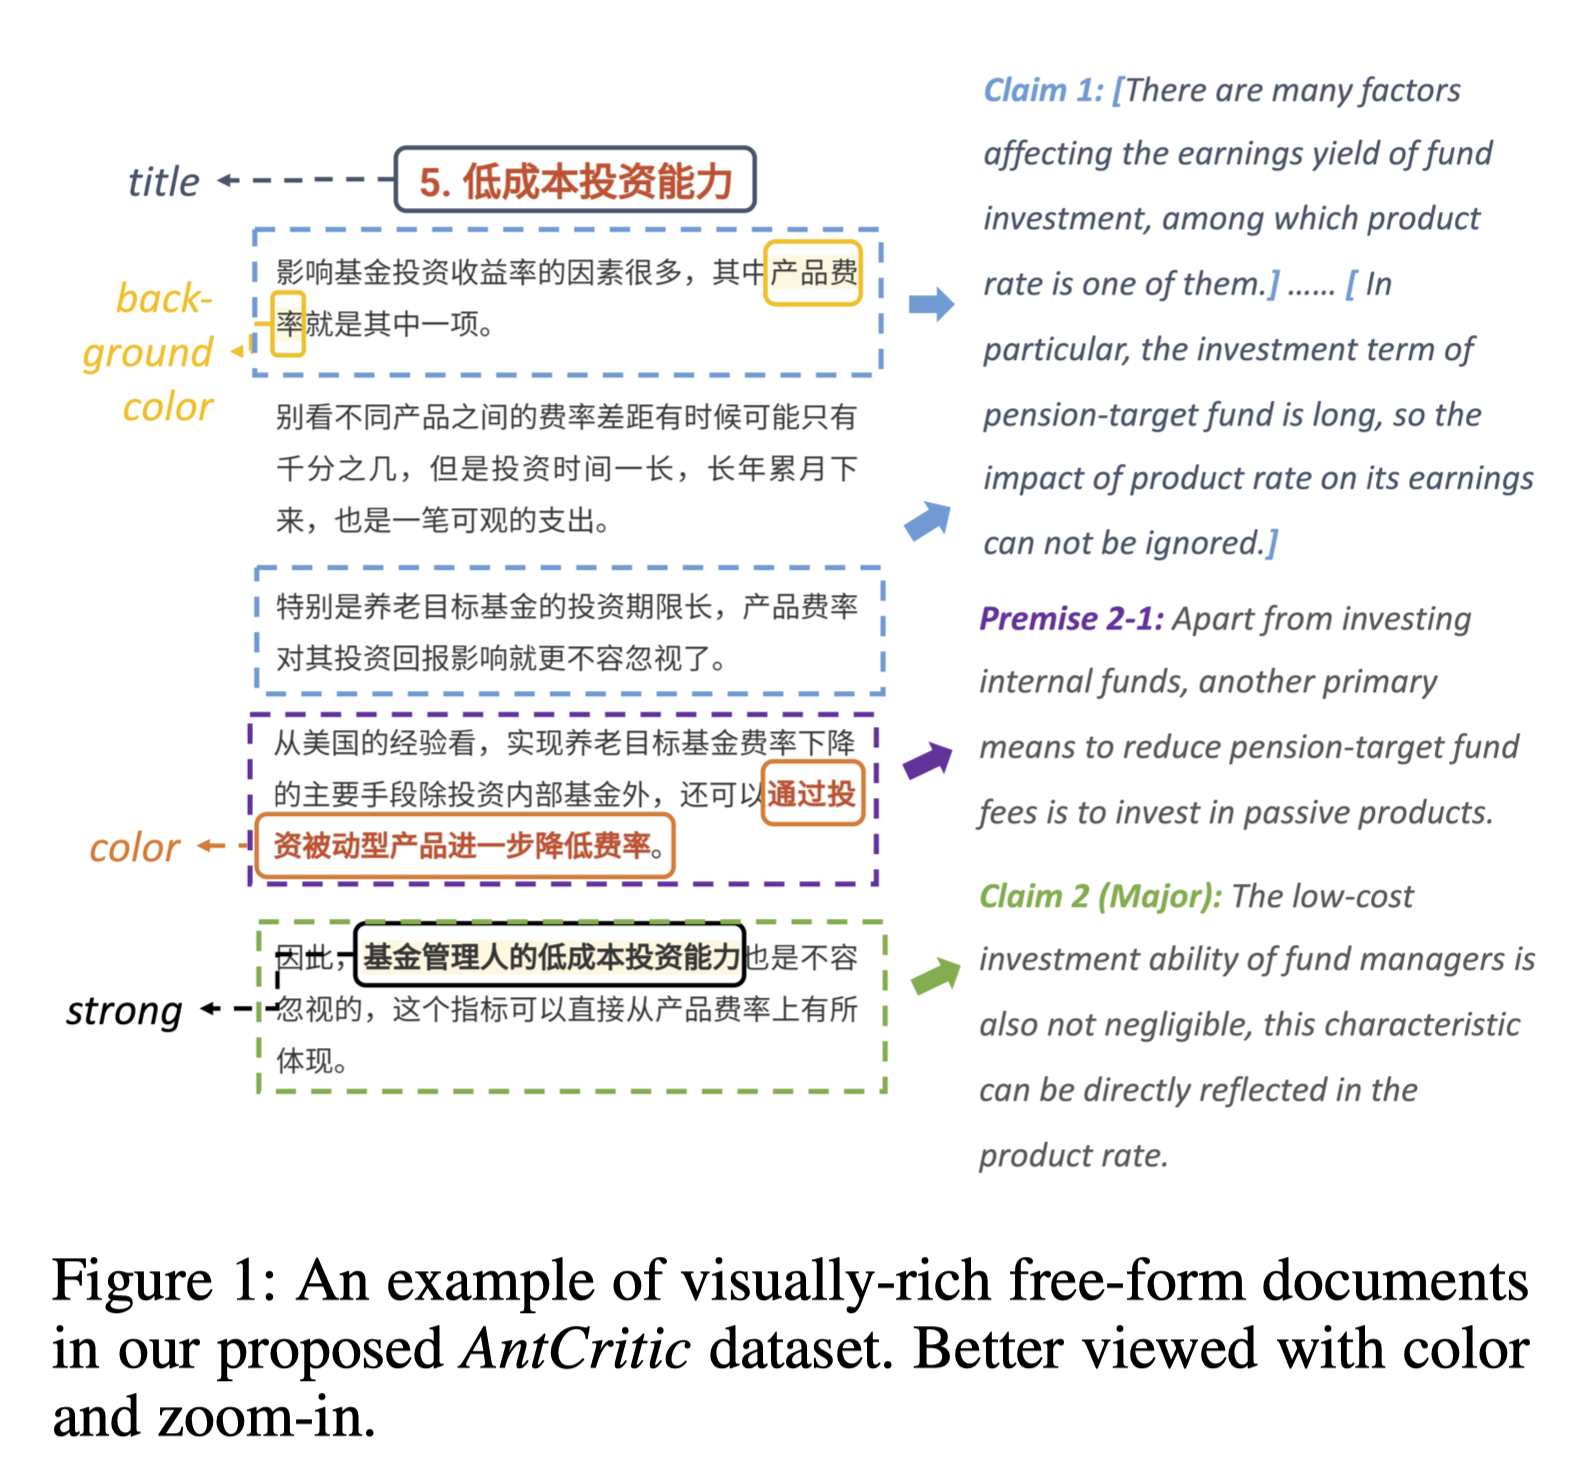 title
5. 低成本投资能力
back-
ground
color
影响基金投资收益率的因素很多，其中产品费
率就是其中一项。
别看不同产品之间的费率差距有时候可能只有
千分之几，但是投资时间一长，长年累月下
来，也是一笔可观的支出。
特别是养老目标基金的投资期限长，产品费率
对其投资回报影响就更不容忽视了。
从美国的经验看，实现养老目标基金费率下降
的主要手段除投资内部基金外，还可以通过投
资被动型产品进一步降低费率。
color
因此，基金管理人的低成本投资能力也是不容
忽视的，这个指标可以直接从产品费率上有所
体现。
strong
Claim 1: [There are many factors
affecting the earnings yield of fund
investment, among which product
rate is one of them.] …… [ In
particular, the investment term of
pension-target fund is long, so the
impact of product rate on its earnings
can not be ignored.]
Premise 2-1: Apart from investing
internal funds, another primary
means to reduce pension-target fund
fees is to invest in passive products.
Claim 2 (Major): The low-cost
investment ability of fund managers is
also not negligible, this characteristic
can be directly reflected in the
product rate.
Figure 1: An example of visually-rich free-form documents
in our proposed AntCritic dataset. Better viewed with color
and zoom-in.